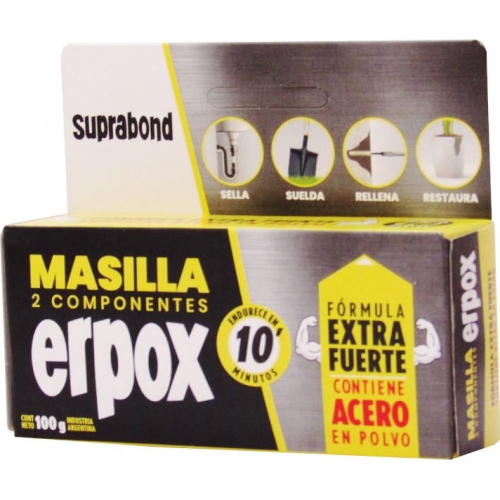 suprabond
SELLA
SUELDA
RELLENA
RESTAURA
MASILLA
2 COMPONENTES
erpox
CONT
NETO
100g
INDUSTRIA
ARGENTINA
ENDURECE EN
10'
MINUTOS
FÓRMULA
EXTRA
FUERTE
CONTIENE
ACERO
EN POLVO
MASILLA erpox